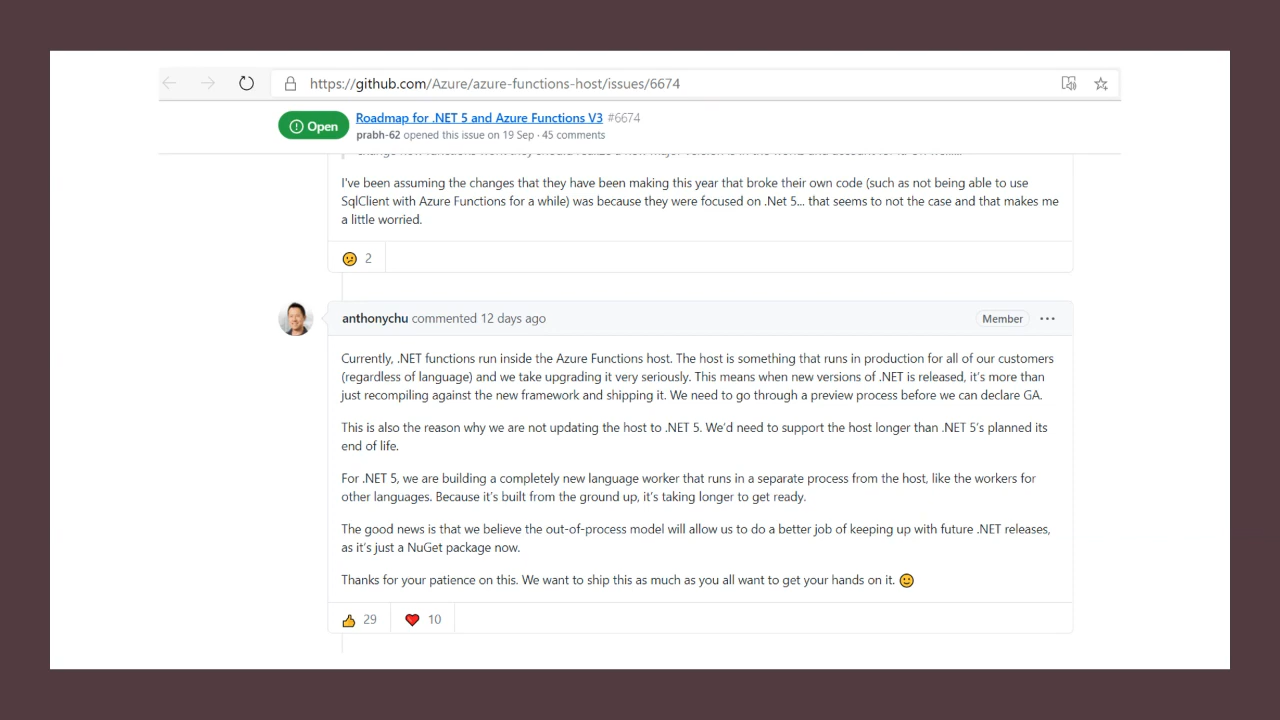 https://github.com/Azure/azure-functions-host/issues/6674
Open
Roadmap for .NET 5 and Azure Functions V3 #6674
prabh-62 opened this issue on 19 Sep · 45 comments
I've been assuming the changes that they have been making this year that broke their own code (such as not being able to use
SqlClient with Azure Functions for a while) was because they were focused on .Net 5... that seems to not the case and that makes me
a little worried.
2
anthonychu commented 12 days ago
Member
Currently, .NET functions run inside the Azure Functions host. The host is something that runs in production for all of our customers
(regardless of language) and we take upgrading it very seriously. This means when new versions of .NET is released, it's more than
just recompiling against the new framework and shipping it. We need to go through a preview process before we can declare GA.
This is also the reason why we are not updating the host to .NET 5. We'd need to support the host longer than .NET 5's planned its
end of life.
For .NET 5, we are building a completely new language worker that runs in a separate process from the host, like the workers for
other languages. Because it's built from the ground up, it's taking longer to get ready.
The good news is that we believe the out-of-process model will allow us to do a better job of keeping up with future .NET releases,
as it's just a NuGet package now.
Thanks for your patience on this. We want to ship this as much as you all want to get your hands on it. 🙂
29
10